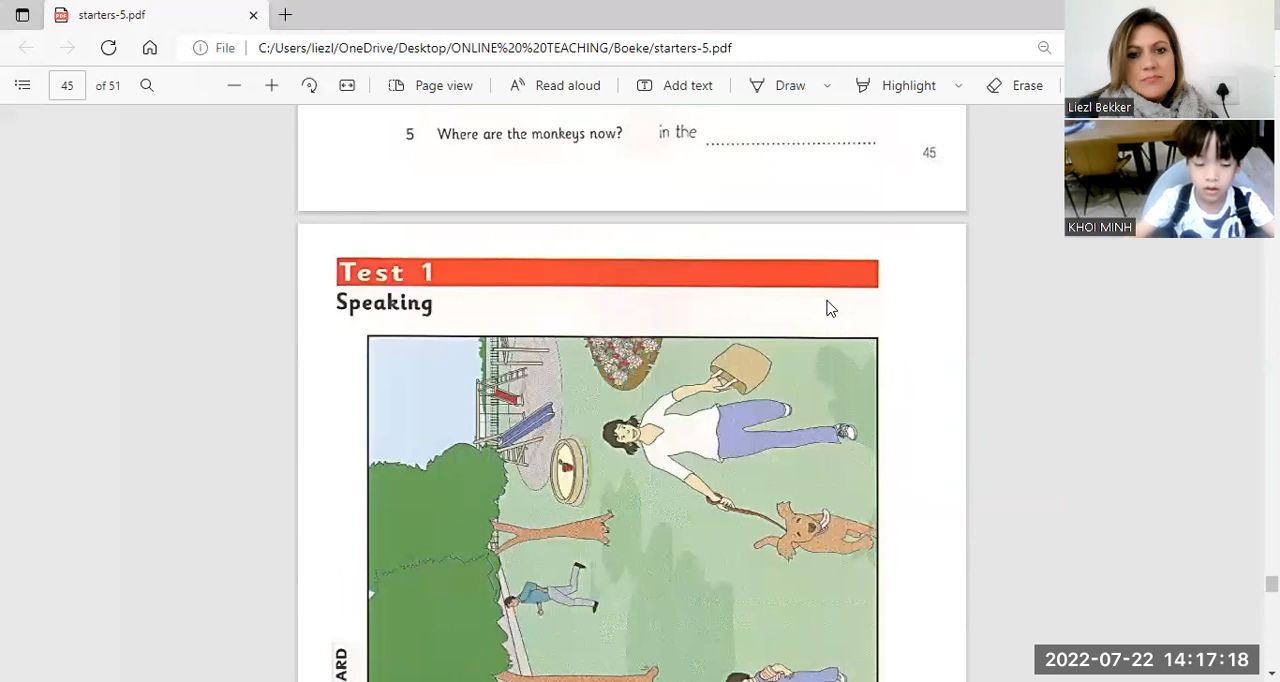 starters-5.pdf
File C:/Users/liezl/OneDrive/Desktop/ONLINE%20%20TEACHING/Boeke/starters-5.pdf
45 of 51 Page view Read aloud Add text Draw Highlight Erase
Liezl Bekker
KHOI MINH
5 Where are the monkeys now? in the
45
Test 1
Speaking
ARD
2022-07-22 14:17:18